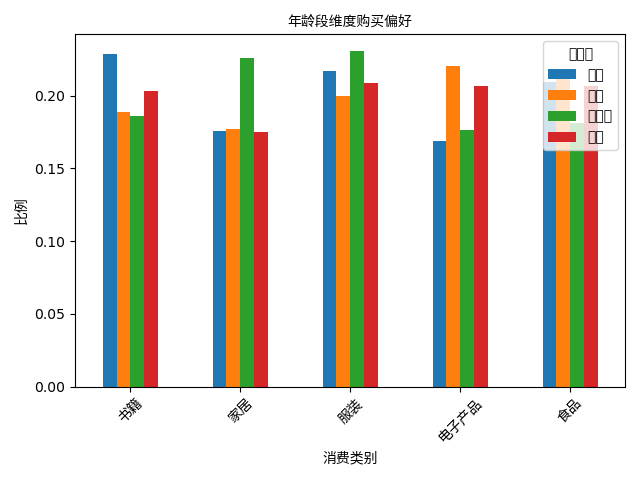 年龄段维度购买偏好
比例
0.20
0.15
0.10
0.05
0.00
书籍
家居
服装
电子产品
食品
消费类别